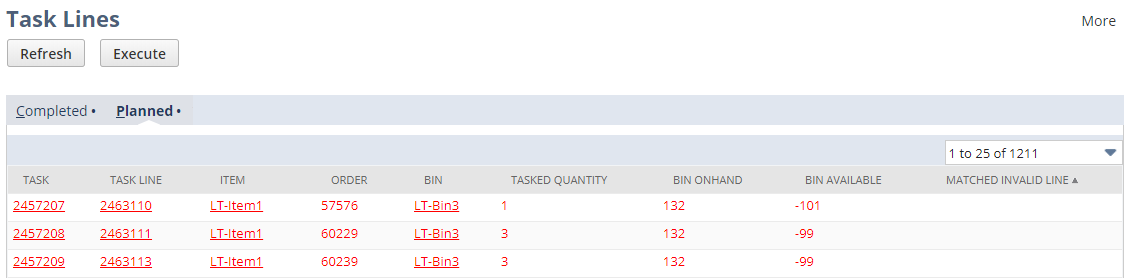 Task Lines
More
Refresh Execute
Completed • Planned •
1 to 25 of 1211
TASK TASK LINE ITEM ORDER BIN TASKED QUANTITY BIN ONHAND BIN AVAILABLE MATCHED INVALID LINE ▲
2457207 2463110 LT-Item1 57576 LT-Bin3 1 132 -101
2457208 2463111 LT-Item1 60229 LT-Bin3 3 132 -99
2457209 2463113 LT-Item1 60239 LT-Bin3 3 132 -99